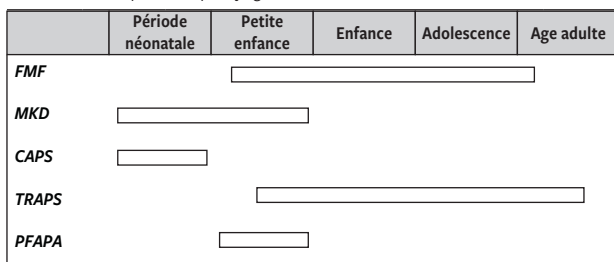 Période néonatale Petite enfance Enfance Adolescence Age adulte
FMF
MKD
CAPS
TRAPS
PFAPA